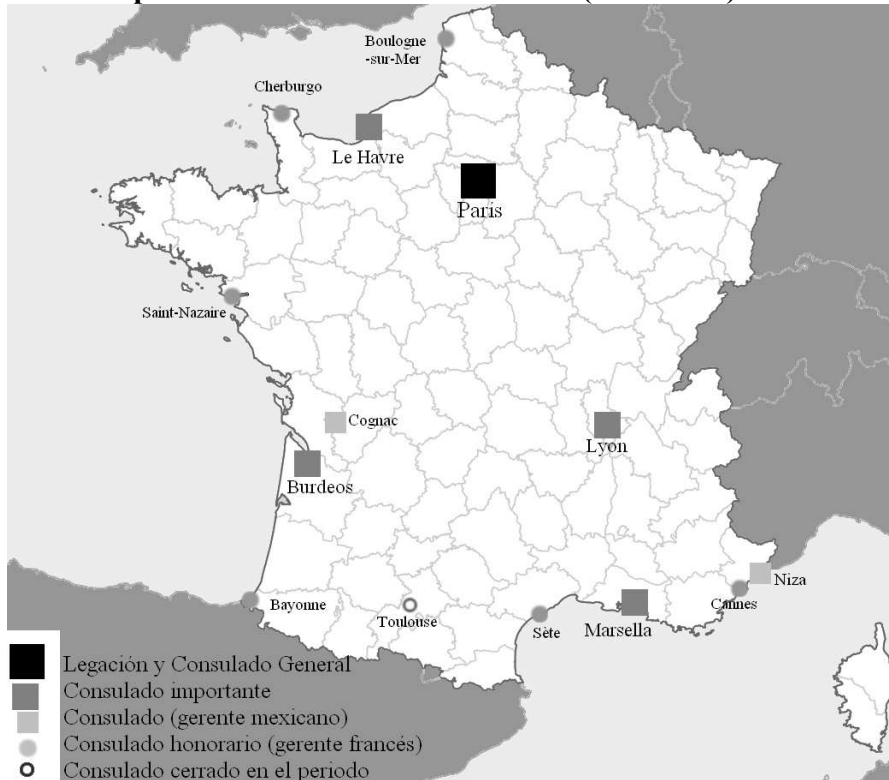 Boulogne
-sur-Mer
Cherburgo
Le Havre
París
Saint-Nazaire
Cognac
Lyon
Burdeos
Niza
Bayonne
Cannes
Toulouse
Sète
Marsella
Legación y Consulado General
Consulado importante
Consulado (gerente mexicano)
Consulado honorario (gerente francés)
Consulado cerrado en el periodo